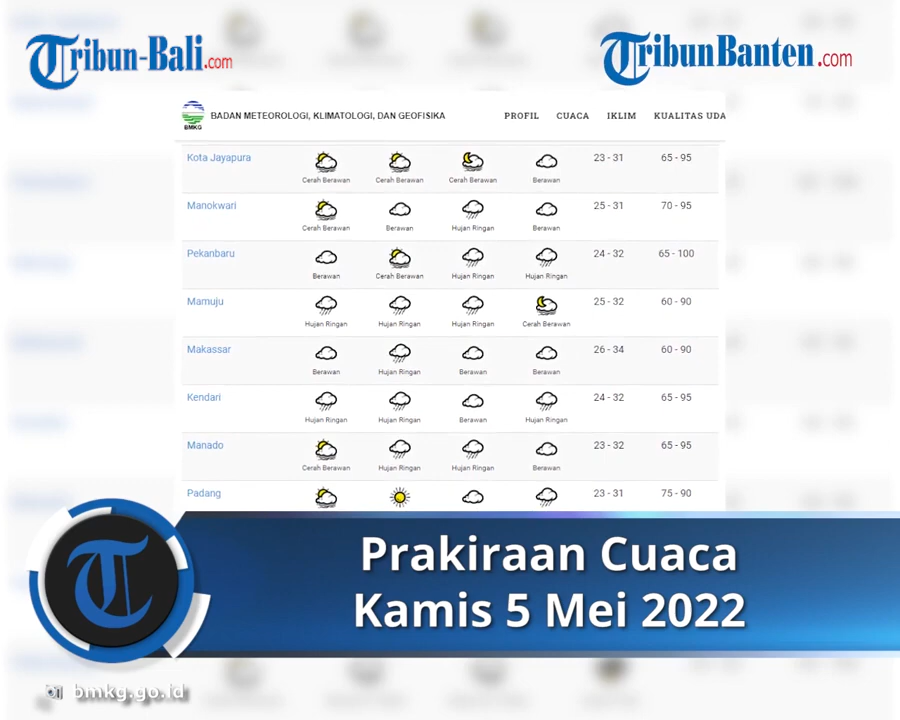 Tribun-Bali.com
TribunBanten.com
BMKG
BADAN METEOROLOGI, KLIMATOLOGI, DAN GEOFISIKA
PROFIL CUACA IKLIM KUALITAS UDA
Kota Jayapura 23 - 31 65 - 95
Cerah Berawan Cerah Berawan Cerah Berawan Berawan
Manokwari 25 - 31 70 - 95
Cerah Berawan Berawan Hujan Ringan Berawan
Pekanbaru 24 - 32 65 - 100
Berawan Cerah Berawan Hujan Ringan Hujan Ringan
Mamuju 25 - 32 60 - 90
Hujan Ringan Hujan Ringan Hujan Ringan Cerah Berawan
Makassar 26 - 34 60 - 90
Berawan Hujan Ringan Berawan Berawan
Kendari 24 - 32 65 - 95
Hujan Ringan Hujan Ringan Berawan Hujan Ringan
Manado 23 - 32 65 - 95
Cerah Berawan Hujan Ringan Hujan Ringan Berawan
Padang 23 - 31 75 - 90
T
Prakiraan Cuaca
Kamis 5 Mei 2022
bmkg.go.id